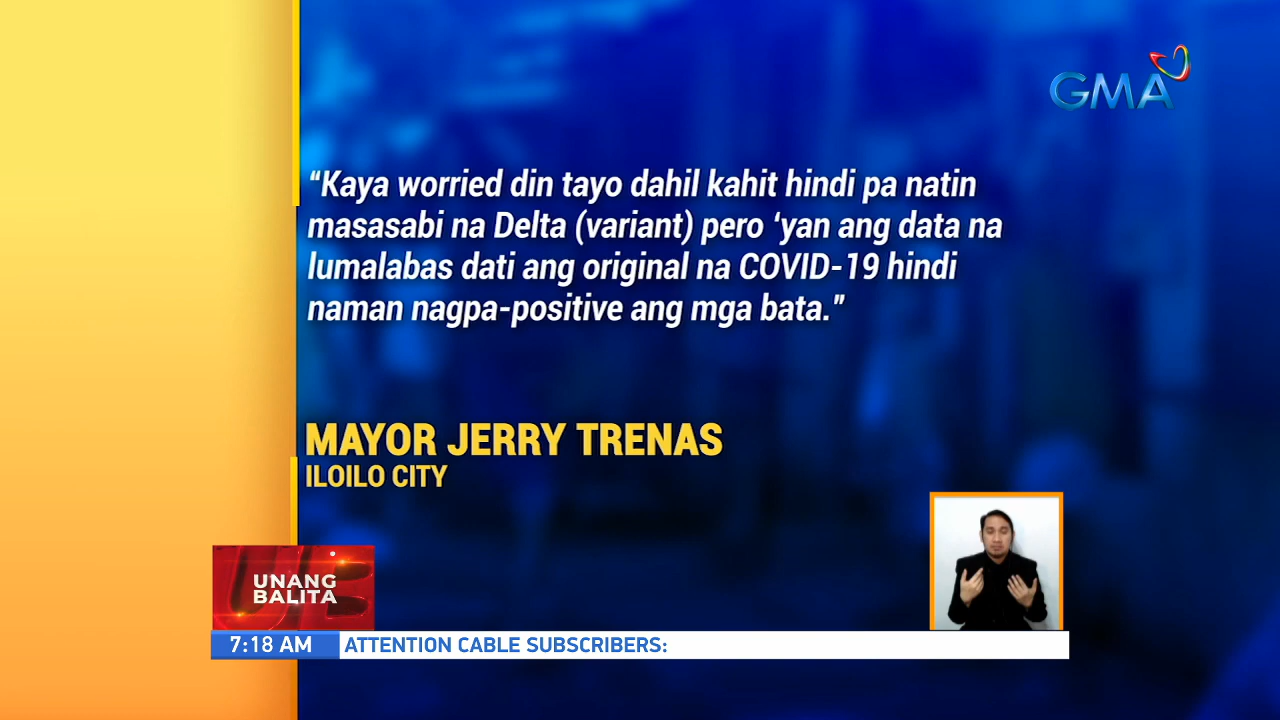 GMA
“Kaya worried din tayo dahil kahit hindi pa natin
masasabi na Delta (variant) pero ‘yan ang data na
lumalabas dati ang original na COVID-19 hindi
naman nagpa-positive ang mga bata.”
MAYOR JERRY TRENAS
ILOILO CITY
UNANG
BALITA
7:18 AM ATTENTION CABLE SUBSCRIBERS: